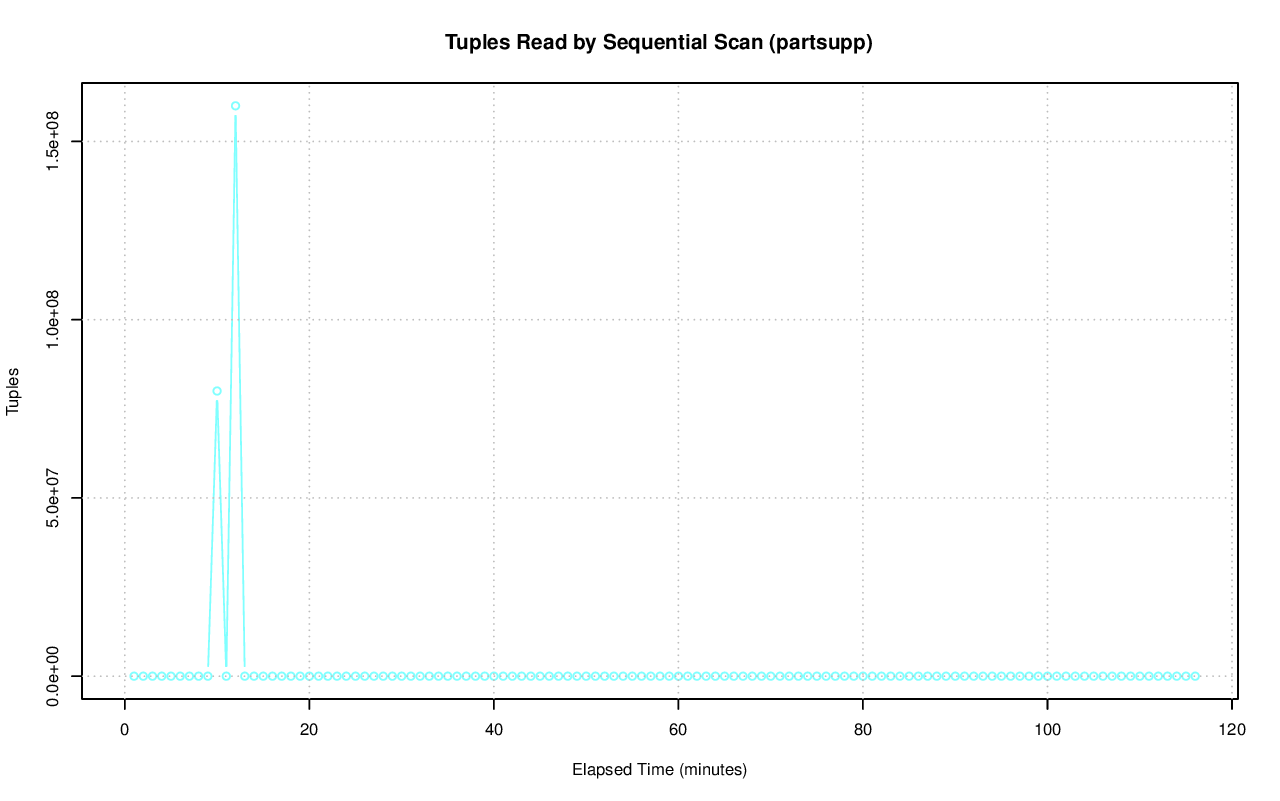 Tuples Read by Sequential Scan (partsupp)
1.5e+08
1.0e+08
5.0e+07
0.0e+00
Tuples
0 20 40 60 80 100 120
Elapsed Time (minutes)